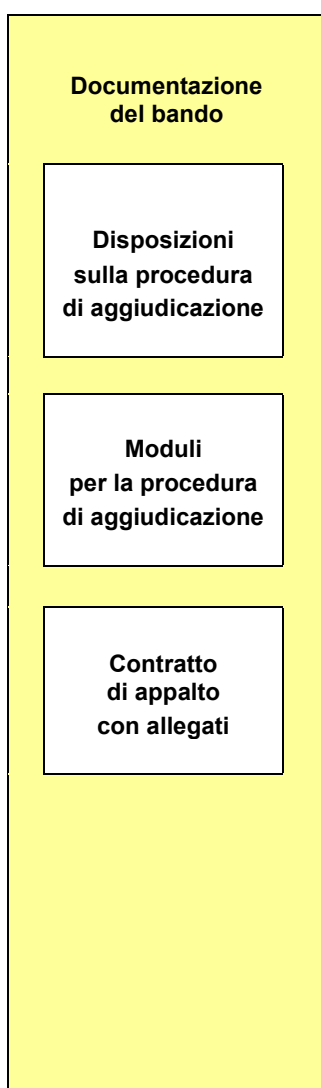 Documentazione
del bando
Disposizioni
sulla procedura
di aggiudicazione
Moduli
per la procedura
di aggiudicazione
Contratto
di appalto
con allegati